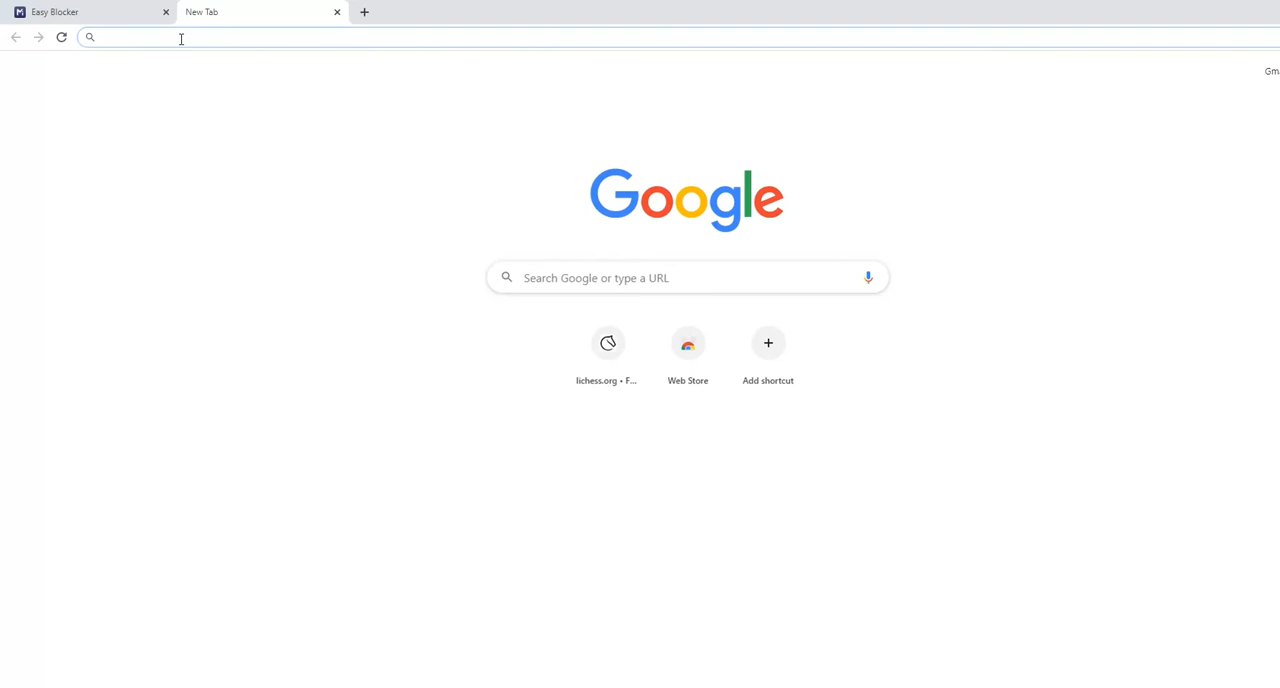 Easy Blocker
New Tab
Gm
Google
Search Google or type a URL
lichess.org • F...
Web Store
Add shortcut